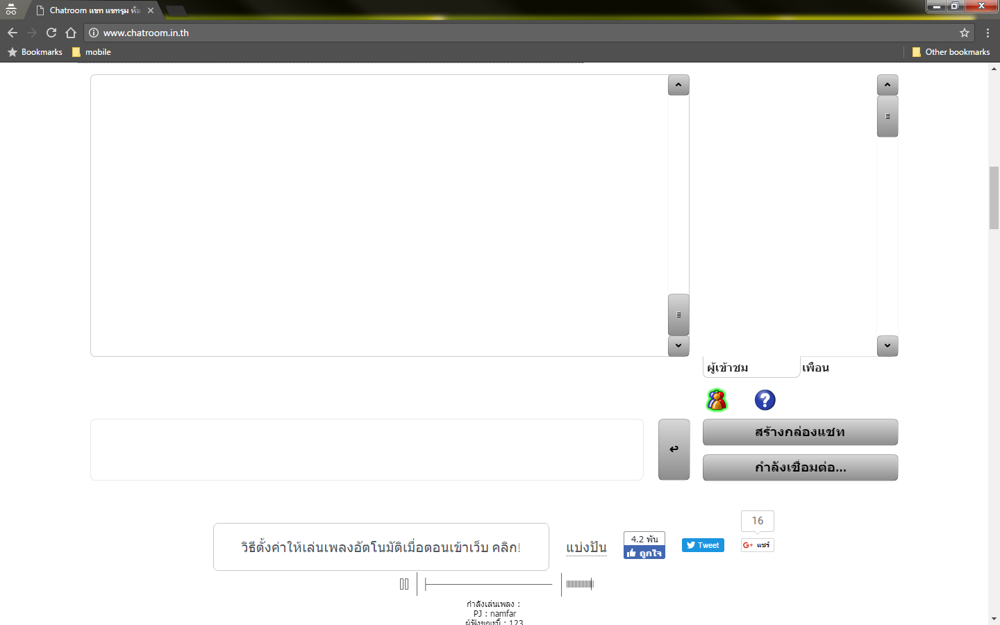 Chatroom แชท แชทรูม ห้อ
www.chatroom.in.th
Bookmarks
mobile
Other bookmarks
ผู้เข้าชม
เพื่อน
สร้างกล่องแชท
กำลังเชื่อมต่อ...
วิธีตั้งค่าให้เล่นเพลงอัตโนมัติเมื่อตอนเข้าเว็บ คลิก!
แบ่งปัน
4.2 พัน
ถูกใจ
Tweet
16
G+ แชร์
กำลังเล่นเพลง :
PJ : namfar
ผู้ฟังขณะนี้ : 123